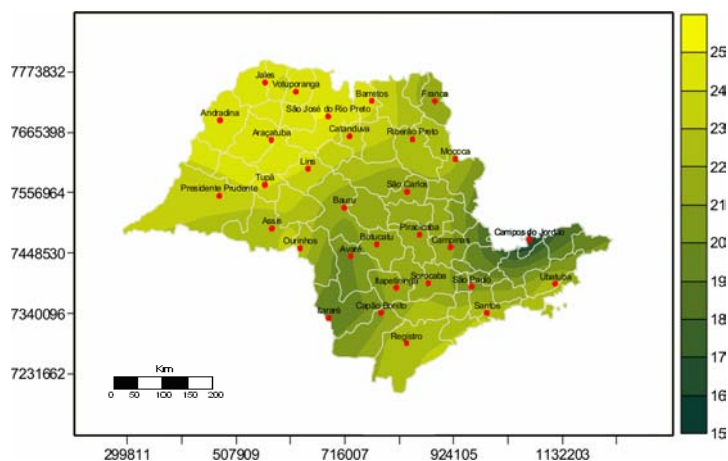 7773832
7665398
7556964
7448530
7340096
7231662
Jales
Votuporanga
Barretos
Franca
Andradina
São José do Rio Preto
Araçatuba
Catanduva
Ribeirão Preto
Lins
Mococa
Tupã
Presidente Prudente
São Carlos
Bauru
Assis
Ourinhos
Botucatu
Piracicaba
Campinas
Campos do Jordão
Avaré
Itapetininga
Sorocaba
São Paulo
Ubatuba
Itararé
Capão Bonito
Santos
Registro
Km
0 50 100 150 200
299811 507909 716007 924105 1132203
25
24
23
22
21
20
19
18
17
16
15